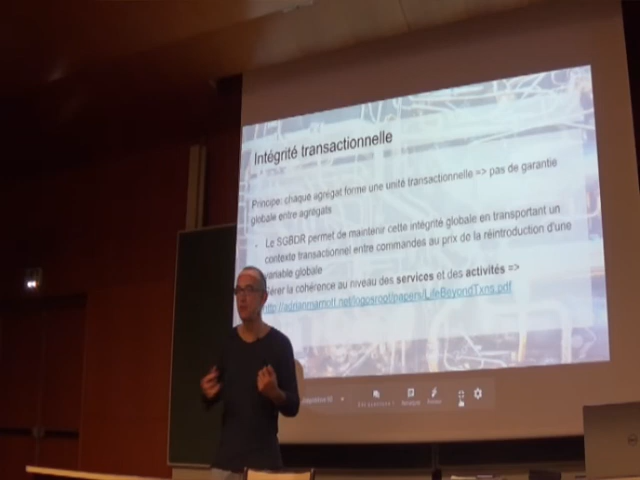 Intégrité transactionnelle
Principe: chaque agrégat forme une unité transactionnelle => pas de garantie
globale entre agrégats
- Le SGBDR permet de maintenir cette intégrité globale en transportant un
contexte transactionnel entre commandes au prix de la réintroduction d'une
variable globale
Gérer la cohérence au niveau des services et des activités =>
http://adrianmarriott.net/logosroot/papers/LifeBeyondTxns.pdf